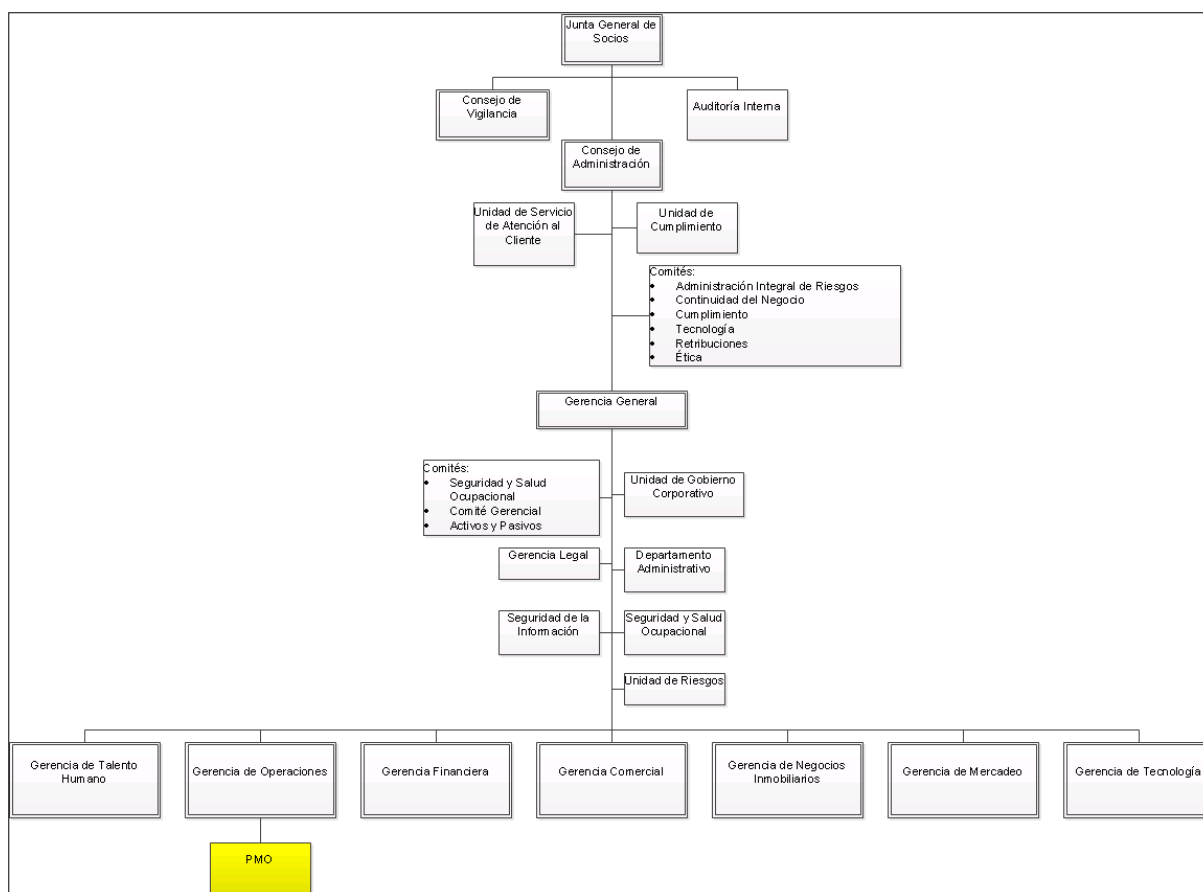 Junta General de
Socios
Consejo de
Vigilancia
Auditoría Interna
Consejo de
Administración
Unidad de Servicio
de Atención al
Cliente
Unidad de
Cumplimiento
Comités:
• Administración Integral de Riesgos
• Continuidad del Negocio
• Cumplimiento
• Tecnología
• Retribuciones
• Ética
Gerencia General
Comités:
• Seguridad y Salud
Ocupacional
• Comité Gerencial
• Activos y Pasivos
Unidad de Gobierno
Corporativo
Gerencia Legal
Departamento
Administrativo
Seguridad de la
Información
Seguridad y Salud
Ocupacional
Unidad de Riesgos
Gerencia de Talento
Humano
Gerencia de Operaciones
Gerencia Financiera
Gerencia Comercial
Gerencia de Negocios
Inmobiliarios
Gerencia de Mercadeo
Gerencia de Tecnología
PMO